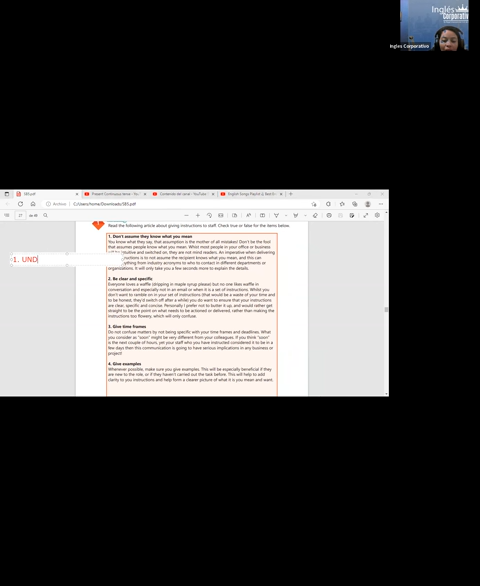 Inglés
Corporativo
Ingles Corporativo
585.pdf
Present Continuous tense - Yo
Contenido del canal - YouTube
English Songs Playlist @ Best En
Archivo
C:/Users/home/Downloads/585.pdf
27
de 49
Read the following article about giving instructions to staff. Check true or false for the items below.
1. Don't assume they know what you mean
You know what they say, that assumption is the mother of all mistakes! Don't be the fool
that assumes people know what you mean. Whilst most people in your office or business
intuitive and switched on, they are not mind readers. An imperative when delivering
uctions is to not assume the recipient knows what you mean, and this can
ything from industry acronyms to who to contact in different departments or
organizations. It will only take you a few seconds more to explain the details.
1. UND
2. Be clear and specific
Everyone loves a waffle (dripping in maple syrup please) but no one likes waffle in
conversation and especially not in an email or when it is a set of instructions. Whilst you
don't want to ramble on in your set of instructions (that would be a waste of your time and
to be honest, they'd switch off after a while) you do want to ensure that your instructions
are clear, specific and concise. Personally I prefer not to butter it up, and would rather get
straight to the point on what needs to be actioned or delivered, rather than making the
instructions too flowery, which will only confuse.
3. Give time frames
Do not confuse matters by not being specific with your time frames and deadlines. What
you consider as "soon" might be very different from your colleagues. If you think "soon"
is the next couple of hours, yet your staff who you have instructed considered it to be in a
few days then this communication is going to have serious implications in any business or
project!
4. Give examples
Whenever possible, make sure you give examples. This will be especially beneficial if they
are new to the role, or if they haven't carried out the task before. This will help to add
clarity to you instructions and help form a clearer picture of what it is you mean and want.